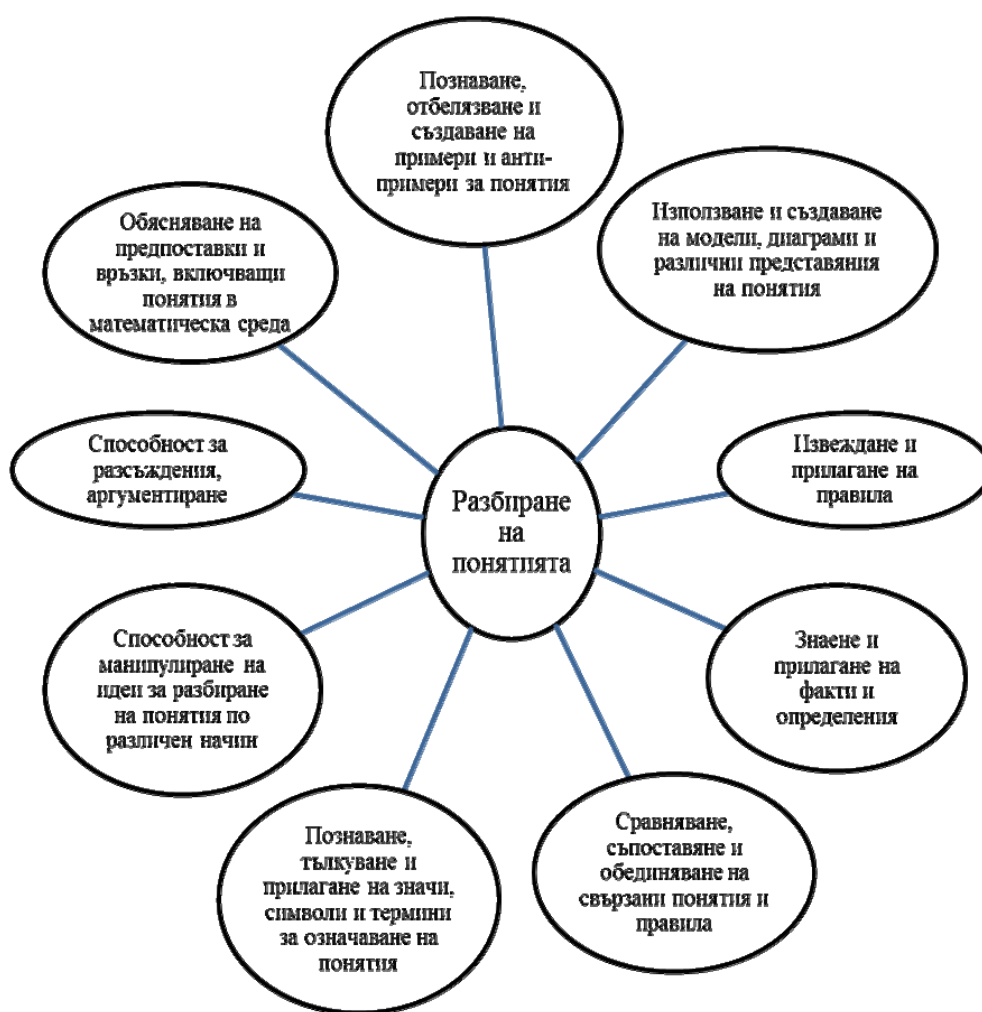 Познаване,
отбелязване и
създаване на
примери и анти-
примери за понятия
Използване и създаване
на модели, диаграми и
различни представяния
на понятия
Обясняване на
предпоставки и
връзки, включващи
понятия в
математическа среда
Способност за
разсъждения,
аргументиране
Извеждане и
прилагане на
правила
Разбиране
на
понятията
Способност за
манипулиране на
идеи за разбиране
на понятия по
различен начин
Знаене и
прилагане на
факти и
определения
Познаване,
тълкуване и
прилагане на значи,
символи и термини
за означаване на
понятия
Сравняване,
съпоставяне и
обединяване на
свързани понятия и
правила